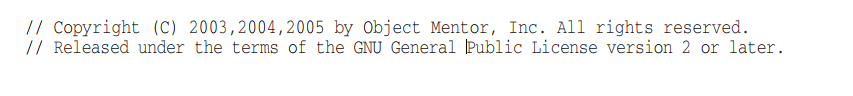 // Copyright (C) 2003,2004,2005 by Object Mentor, Inc. All rights reserved.
// Released under the terms of the GNU General Public License version 2 or later.